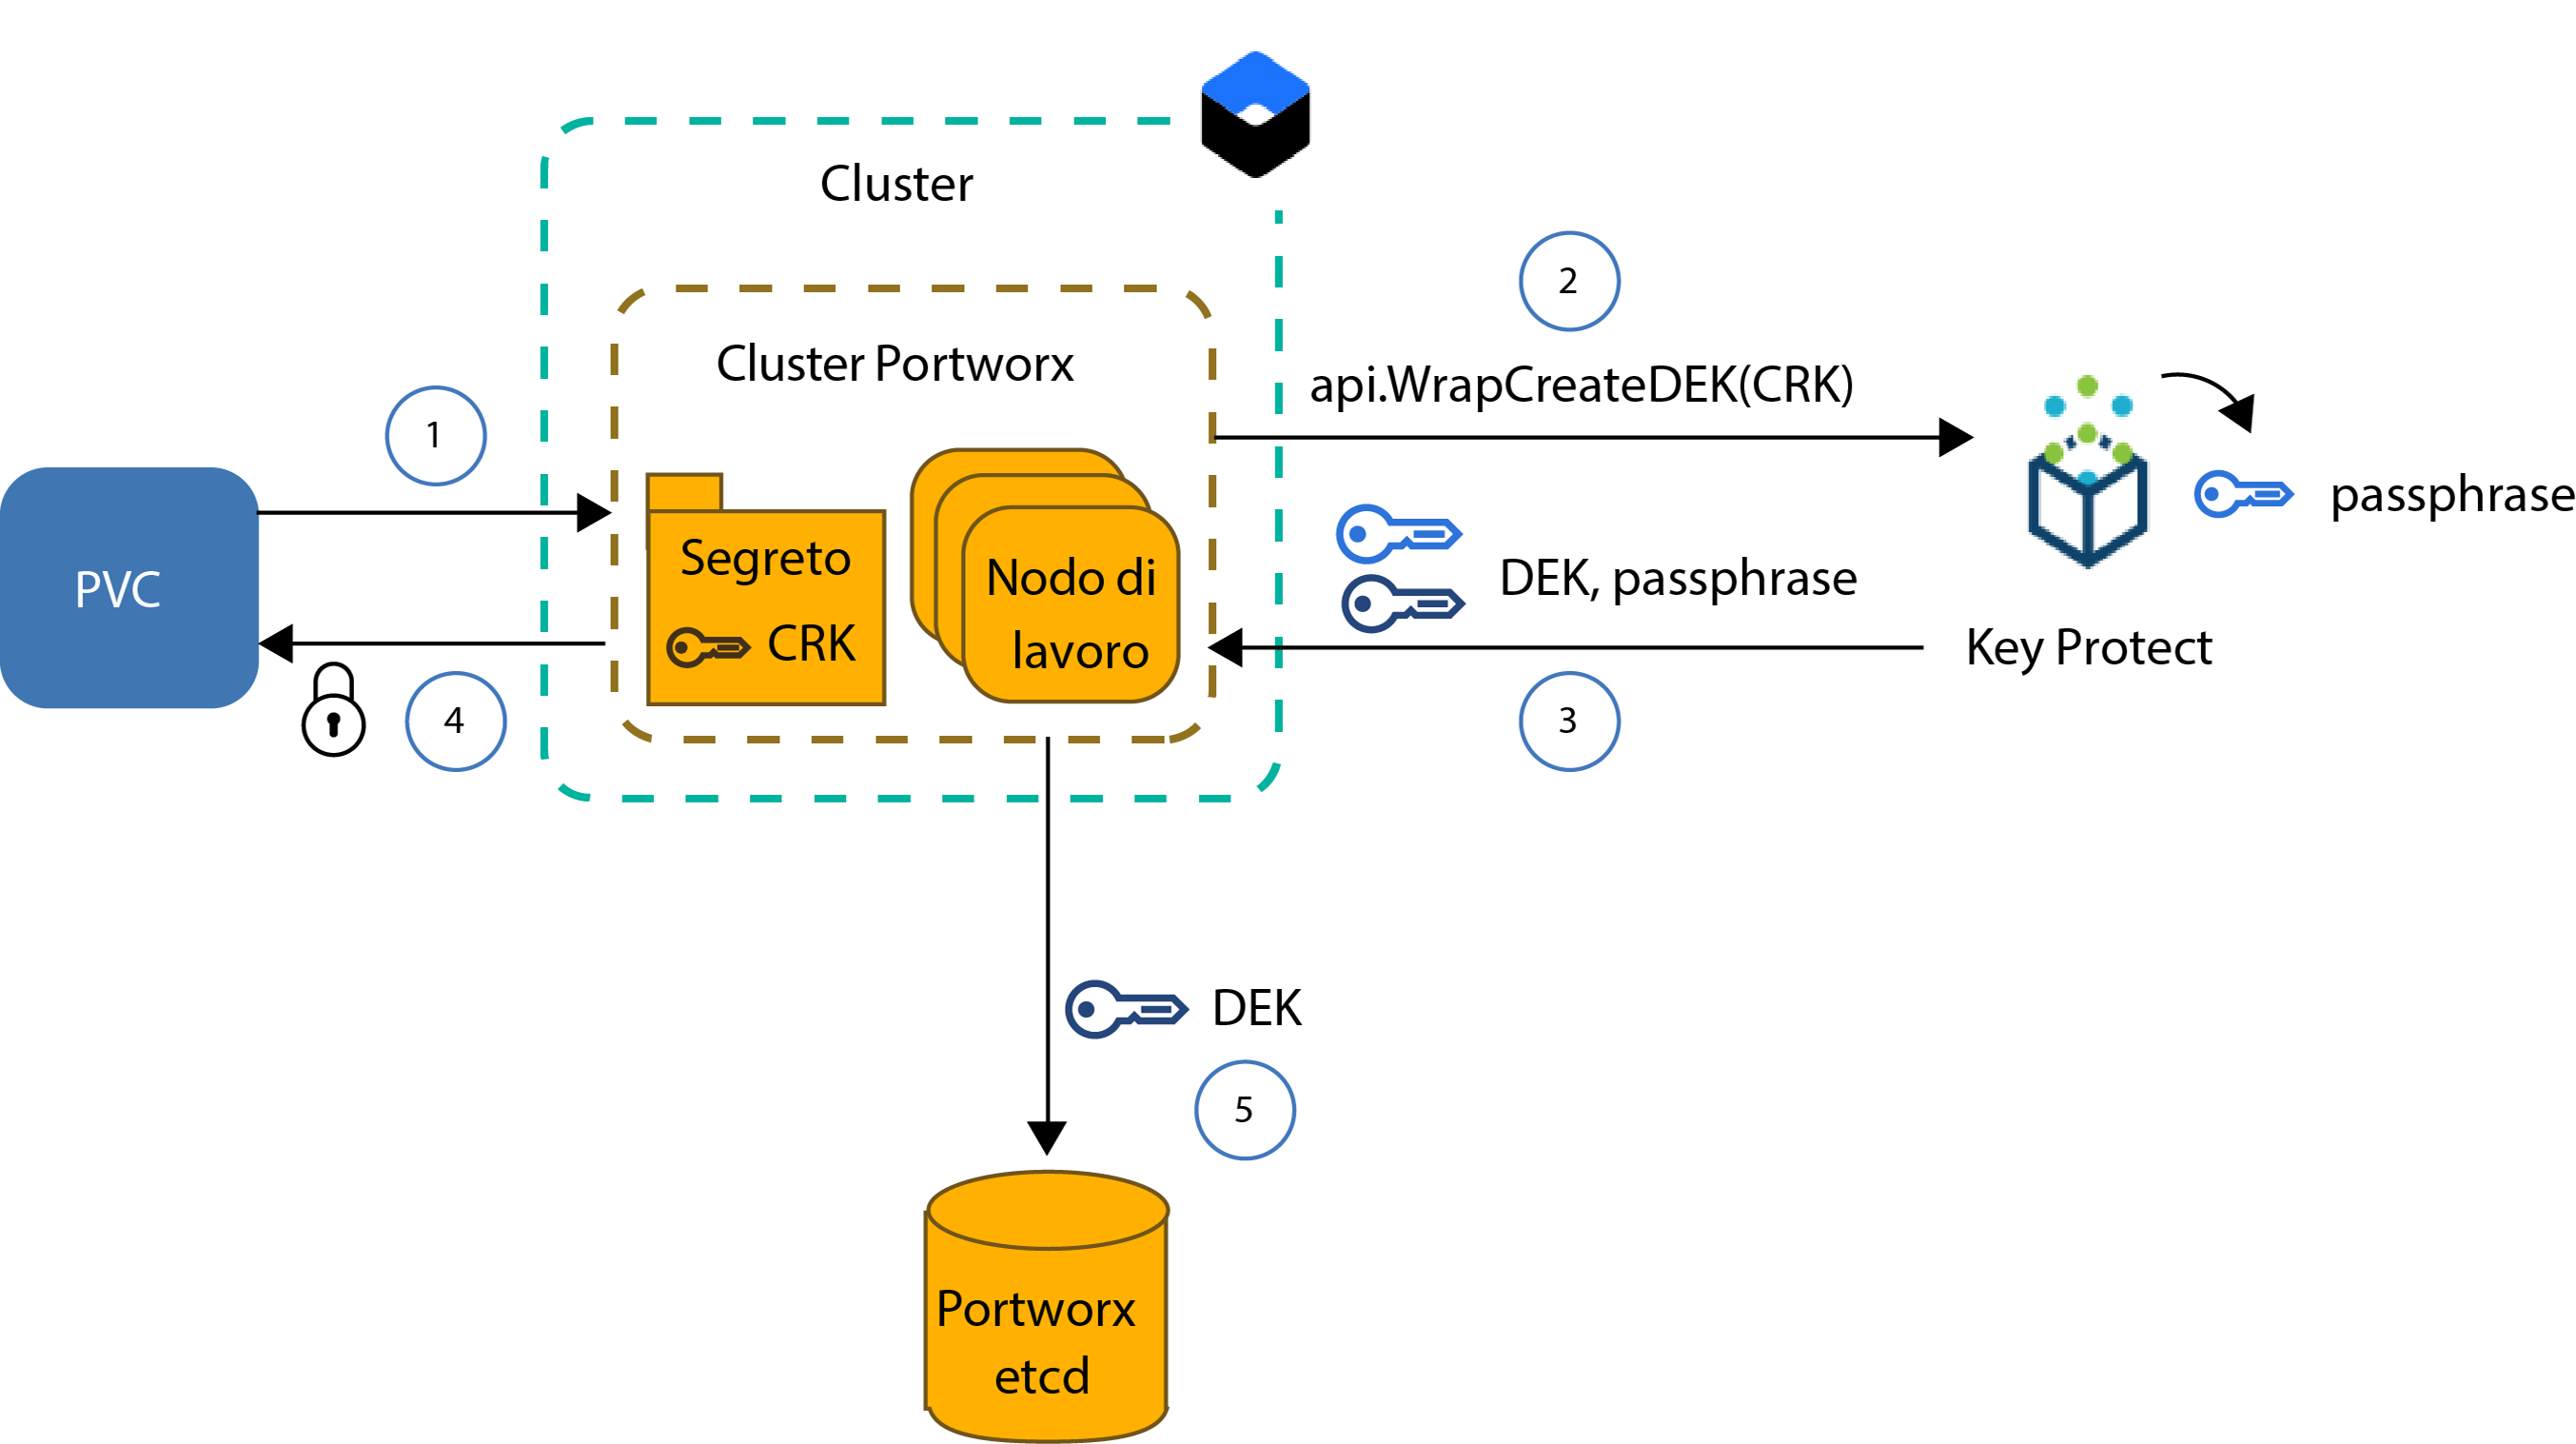 Cluster
2
Cluster Portworx
api.WrapCreateDEK(CRK)
1
passphrase
PVC
Segreto
CRK
Nodo di
lavoro
DEK, passphrase
Key Protect
4
3
DEK
5
Portworx
etcd